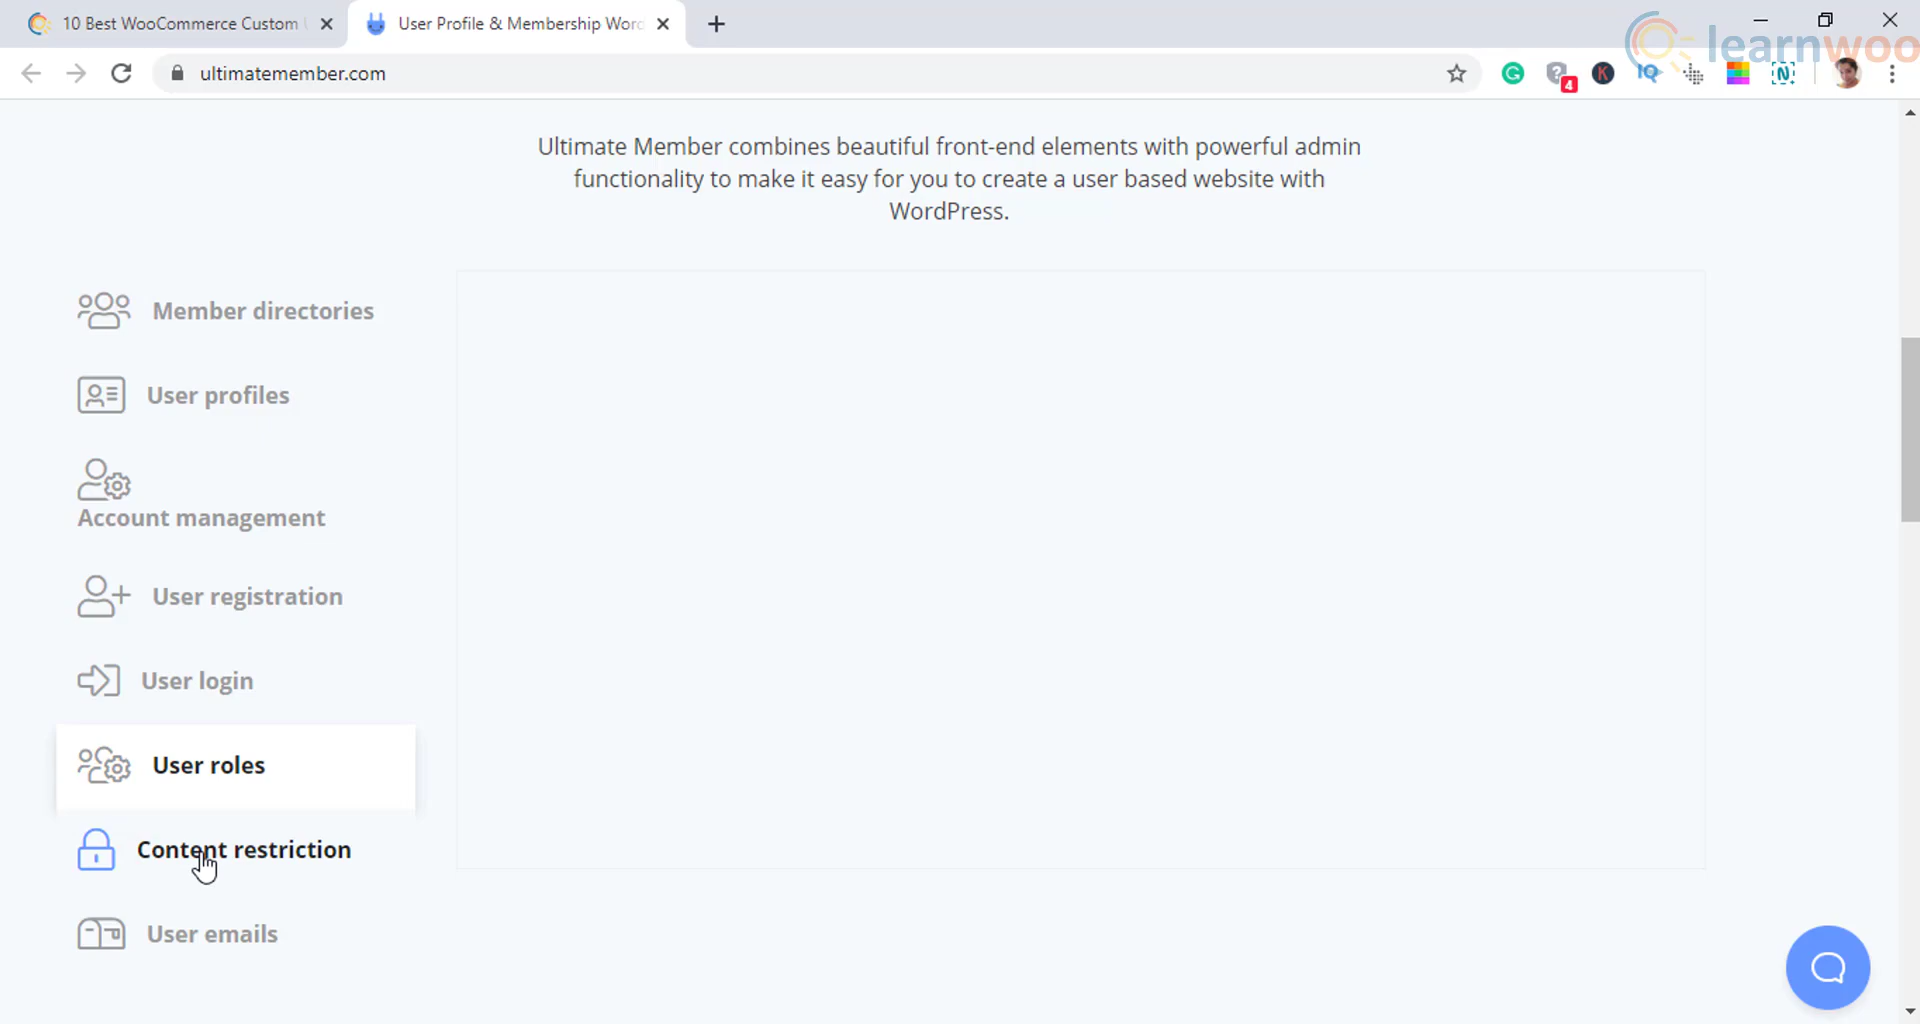 10 Best WooCommerce Custom
User Profile & Membership Word
learnwoo
ultimatemember.com
4
K
IQ
N
Ultimate Member combines beautiful front-end elements with powerful admin
functionality to make it easy for you to create a user based website with
WordPress.
Member directories
User profiles
Account management
User registration
User login
User roles
Content restriction
User emails